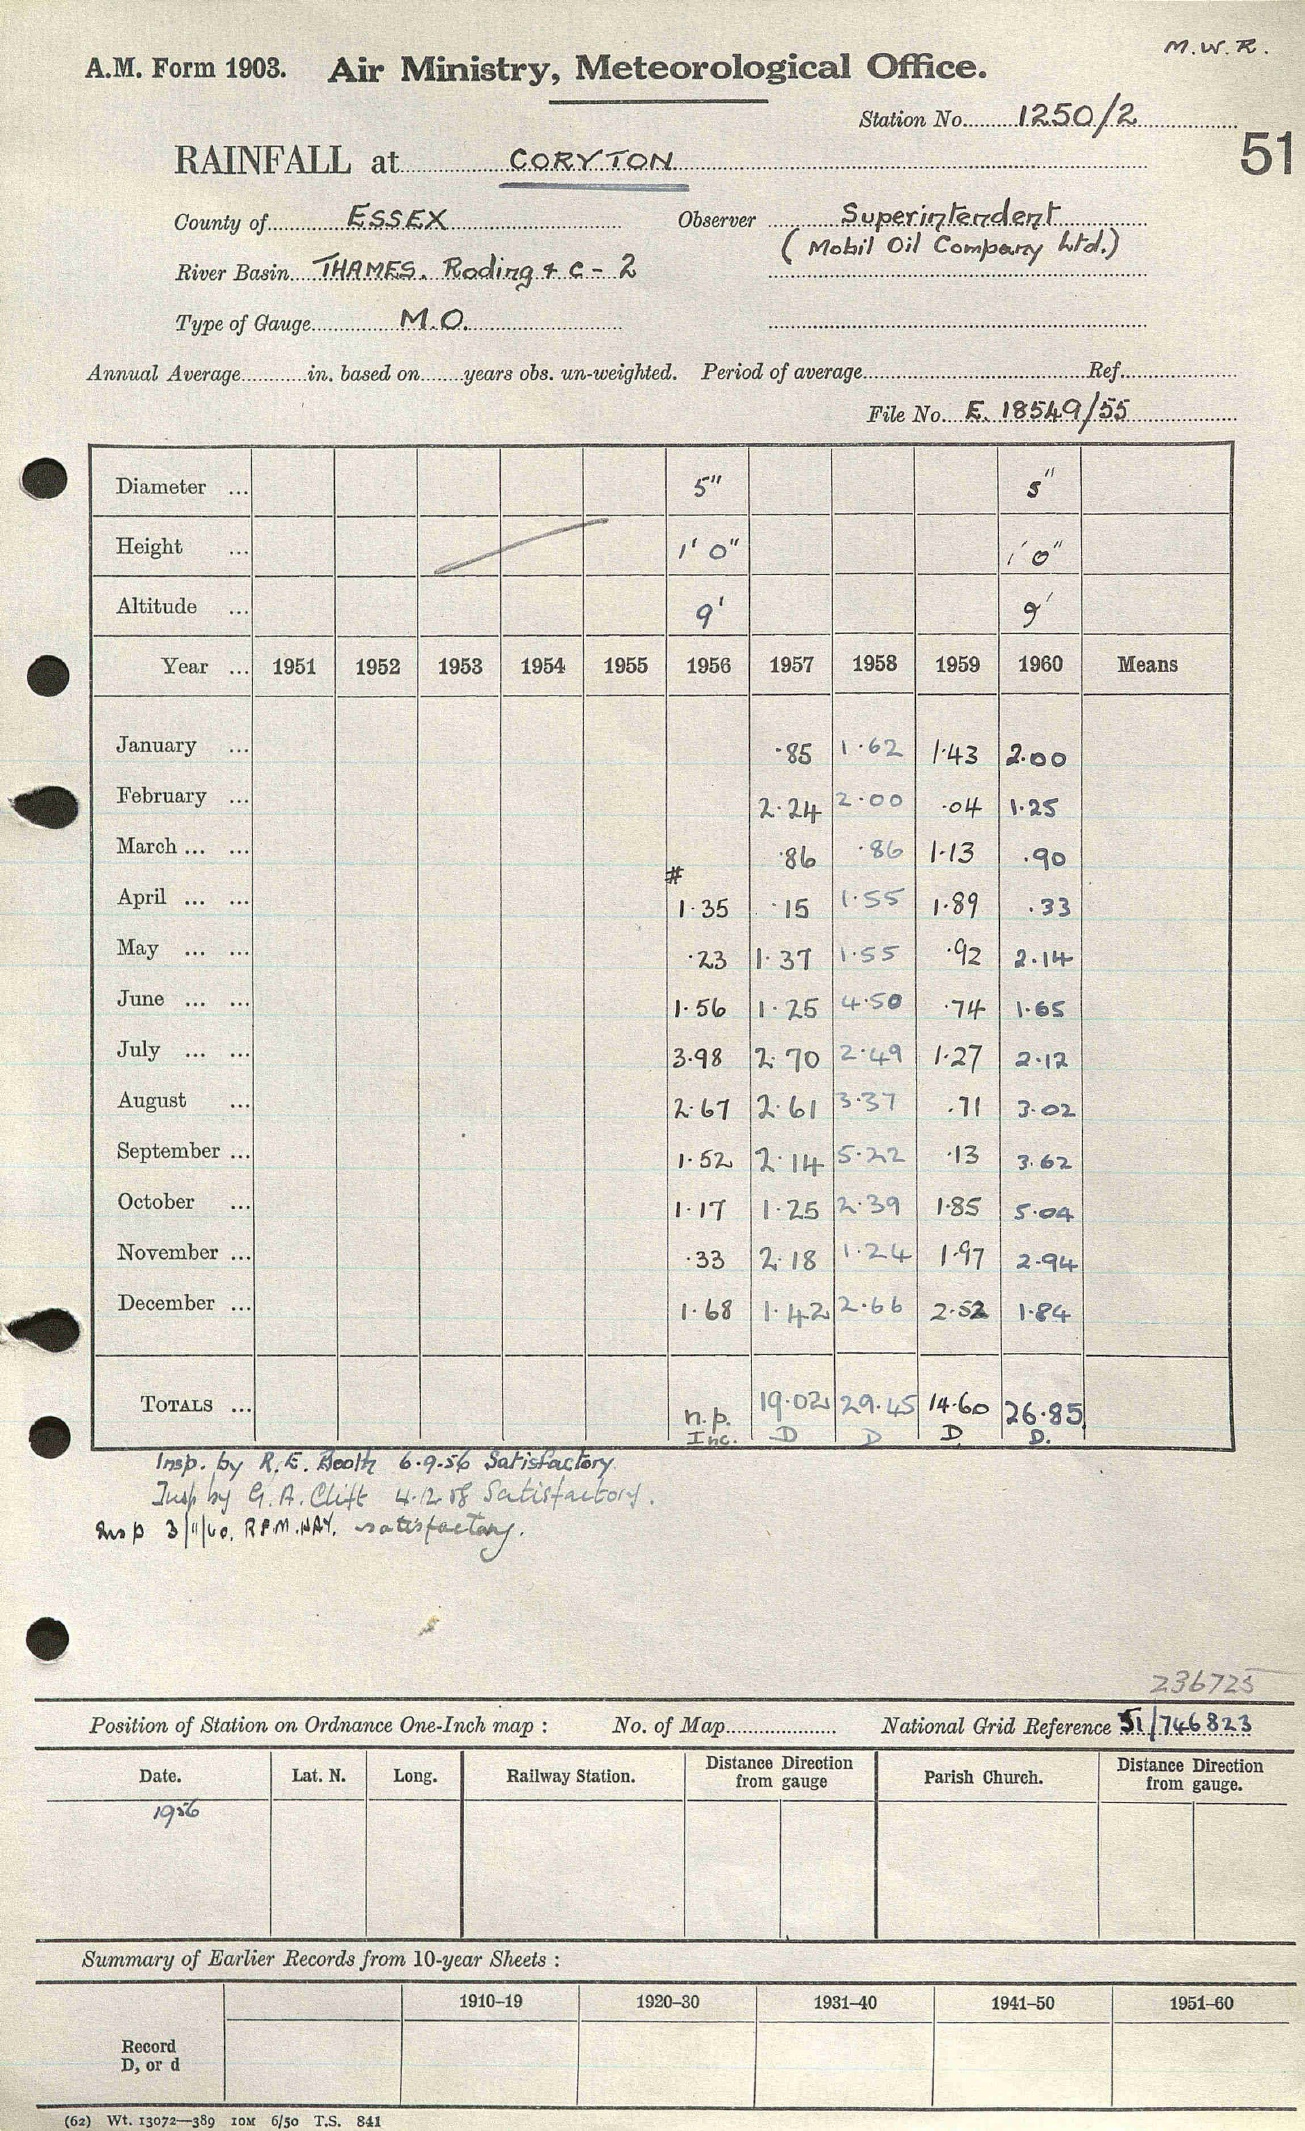 M.W.R.
A.M. Form 1903. Air Ministry, Meteorological Office.
Station No. 1250/2
51
RAINFALL at CORYTON
County of ESSEX Observer Superintendent
(Mobil Oil Company Ltd.)
River Basin THAMES. Roding & c - 2
Type of Gauge M.O.
Annual Average in. based on years obs. un-weighted. Period of average Ref.
File No. E. 18549/55
Diameter ... 5" 5"
Height ... 1' 0" 1' 0"
Altitude ... 9' 9'
Year ... 1951 1952 1953 1954 1955 1956 1957 1958 1959 1960 Means
January ... ·85 1·62 1·43 2·00
February ... 2·24 2·00 ·04 1·25
March ... ... ·86 ·86 1·13 ·90
#
April ... ... 1·35 ·15 1·55 1·89 ·33
May ... ... ·23 1·37 1·55 ·92 2·14
June ... ... 1·56 1·25 4·50 ·74 1·65
July ... ... 3·98 2·70 2·49 1·27 2·12
August ... 2·67 2·61 3·37 ·71 3·02
September ... 1·52 2·14 5·22 ·13 3·62
October ... 1·17 1·25 2·39 1·85 5·04
November ... ·33 2·18 1·24 1·97 2·94
December ... 1·68 1·42 2·66 2·52 1·84
TOTALS ... n.p. 19·02 29·45 14·60 26·85
Inc. D D D D.
Insp. by R.E. Booth 6·9·56 Satisfactory.
Insp by G.A. Clift 4·12·58 Satisfactory.
Insp 3/11/60. R.P.M. HAY. satisfactory.
236725
Position of Station on Ordnance One-Inch map : No. of Map National Grid Reference 51/746823
Date. Lat. N. Long. Railway Station. Distance Direction Parish Church. Distance Direction
from gauge from gauge.
1956
Summary of Earlier Records from 10-year Sheets :
1910–19 1920–30 1931–40 1941–50 1951–60
Record
D, or d
(62) Wt. 13072—389 10M 6/50 T.S. 841